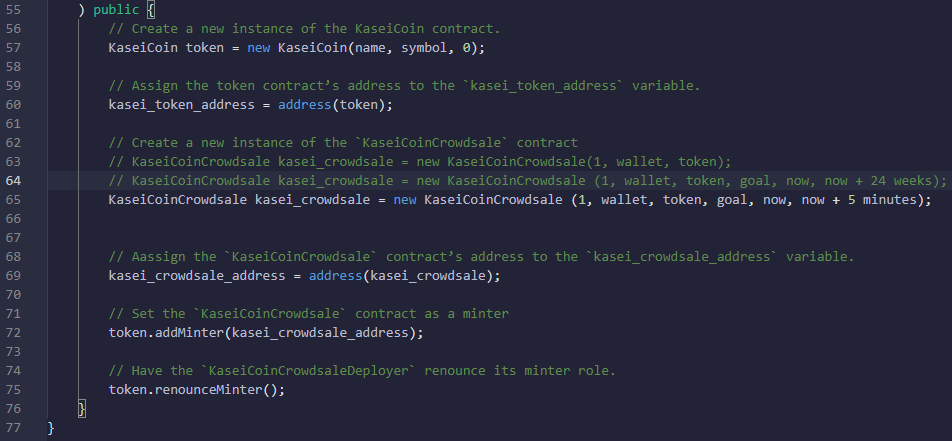 55 ) public {
56 // Create a new instance of the KaseiCoin contract.
57 KaseiCoin token = new KaseiCoin(name, symbol, 0);
58
59 // Assign the token contract’s address to the `kasei_token_address` variable.
60 kasei_token_address = address(token);
61
62 // Create a new instance of the `KaseiCoinCrowdsale` contract
63 // KaseiCoinCrowdsale kasei_crowdsale = new KaseiCoinCrowdsale(1, wallet, token);
64 // KaseiCoinCrowdsale kasei_crowdsale = new KaseiCoinCrowdsale (1, wallet, token, goal, now, now + 24 weeks);
65 KaseiCoinCrowdsale kasei_crowdsale = new KaseiCoinCrowdsale (1, wallet, token, goal, now, now + 5 minutes);
66
67
68 // Aassign the `KaseiCoinCrowdsale` contract’s address to the `kasei_crowdsale_address` variable.
69 kasei_crowdsale_address = address(kasei_crowdsale);
70
71 // Set the `KaseiCoinCrowdsale` contract as a minter
72 token.addMinter(kasei_crowdsale_address);
73
74 // Have the `KaseiCoinCrowdsaleDeployer` renounce its minter role.
75 token.renounceMinter();
76 }
77 }